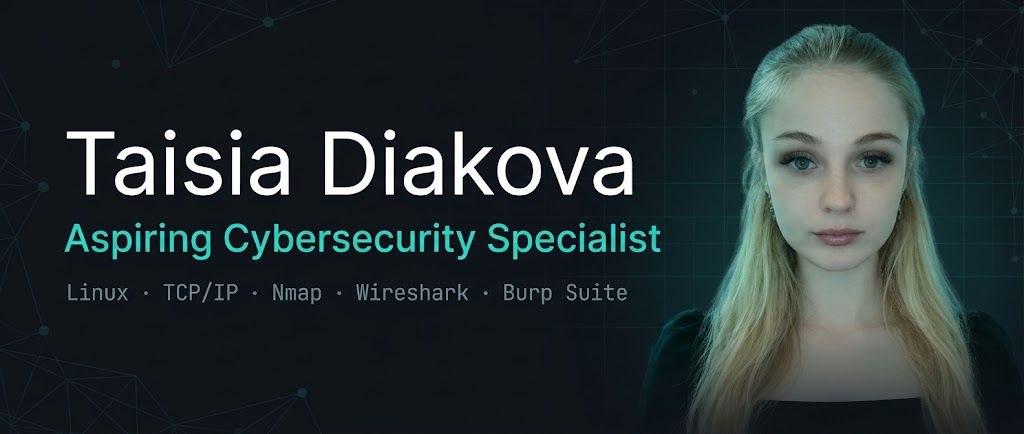 Taisia Diakova
Aspiring Cybersecurity Specialist
Linux · TCP/IP · Nmap · Wireshark · Burp Suite